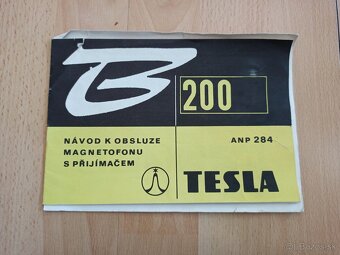 B
200
NÁVOD K OBSLUZE
MAGNETOFONU
S PŘIJÍMAČEM
ANP 284
TESLA